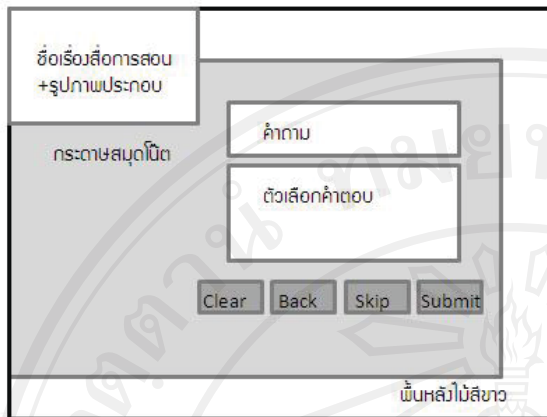 ชื่อเรื่องสื่อการสอน
+รูปภาพประกอบ
กระดาษสมุดโน๊ต
คำถาม
ตัวเลือกคำตอบ
Clear
Back
Skip
Submit
พื้นหลังไม้สีขาว